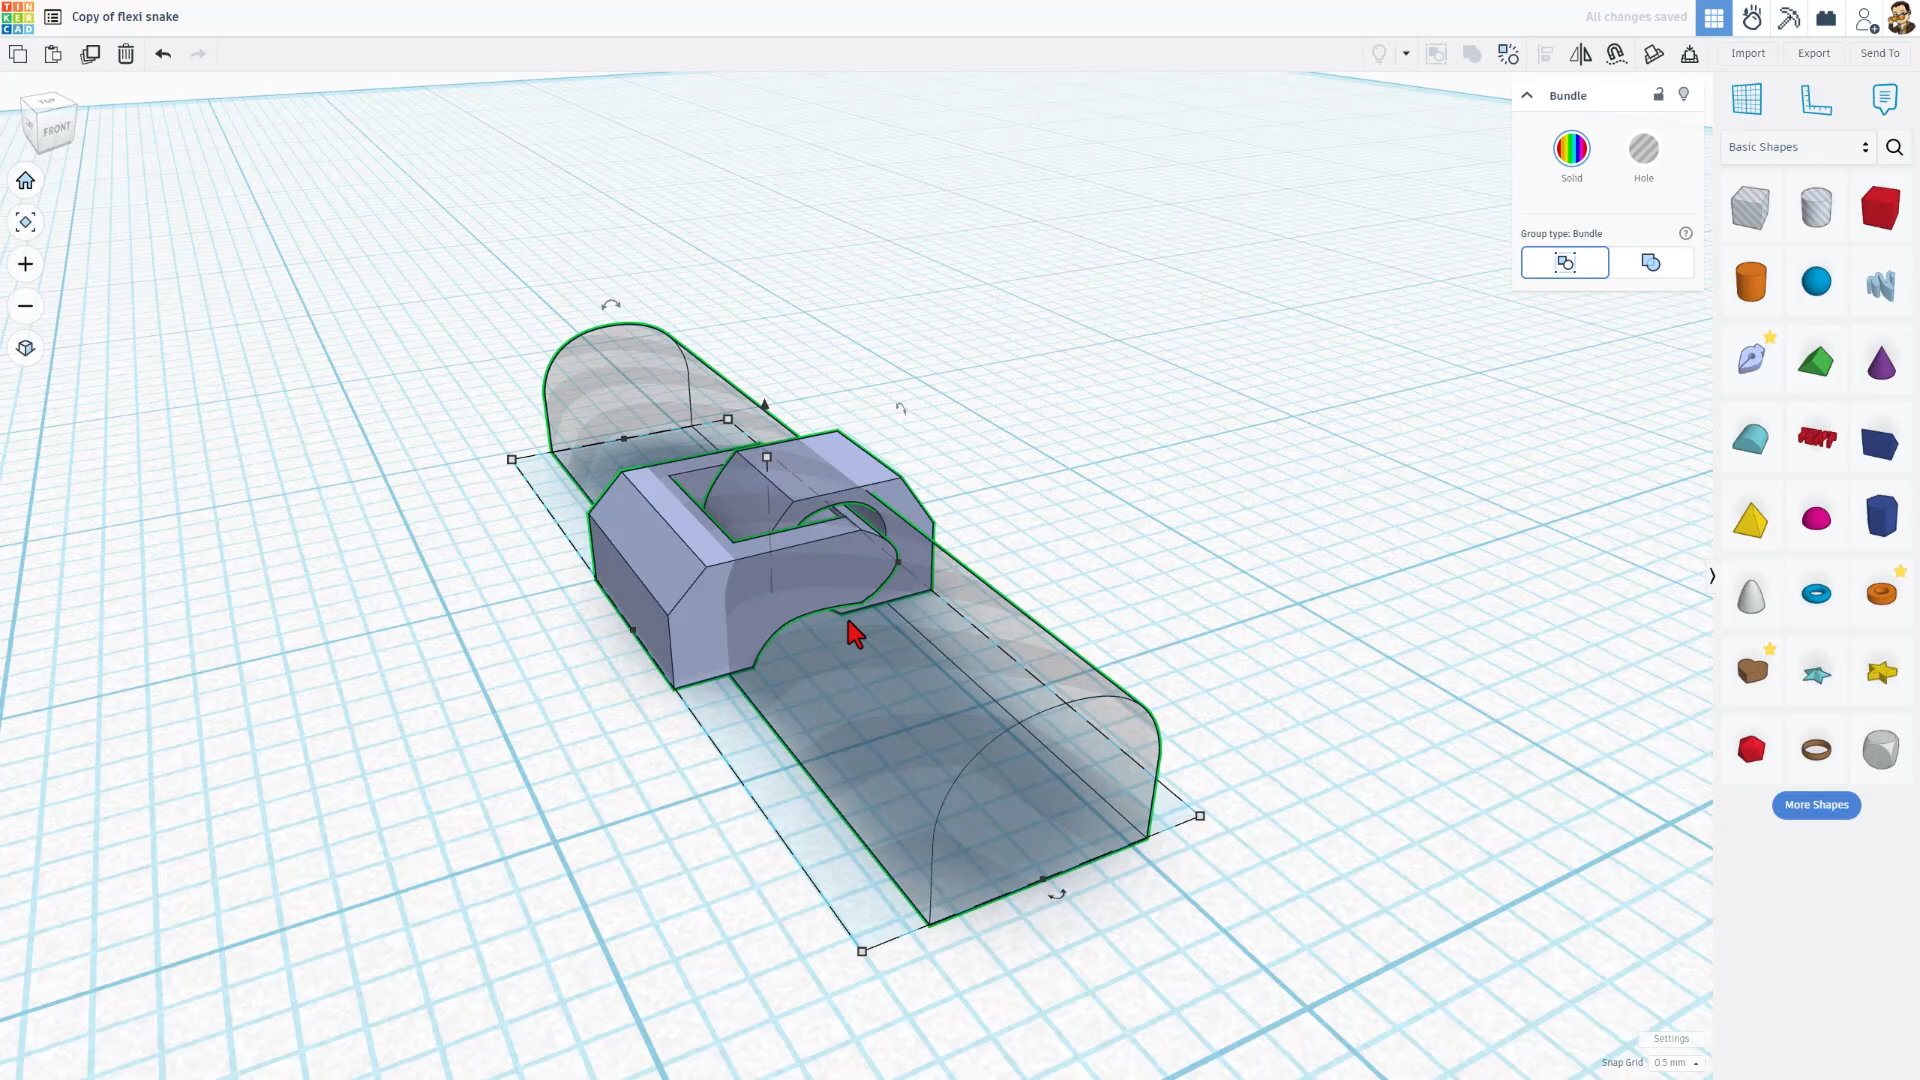 TIN
KER
CAD
Copy of flexi snake
All changes saved
Import
Export
Send To
TOP
FRONT
Bundle
Solid
Hole
Group type: Bundle
?
Basic Shapes
More Shapes
Settings
Snap Grid
0.5 mm